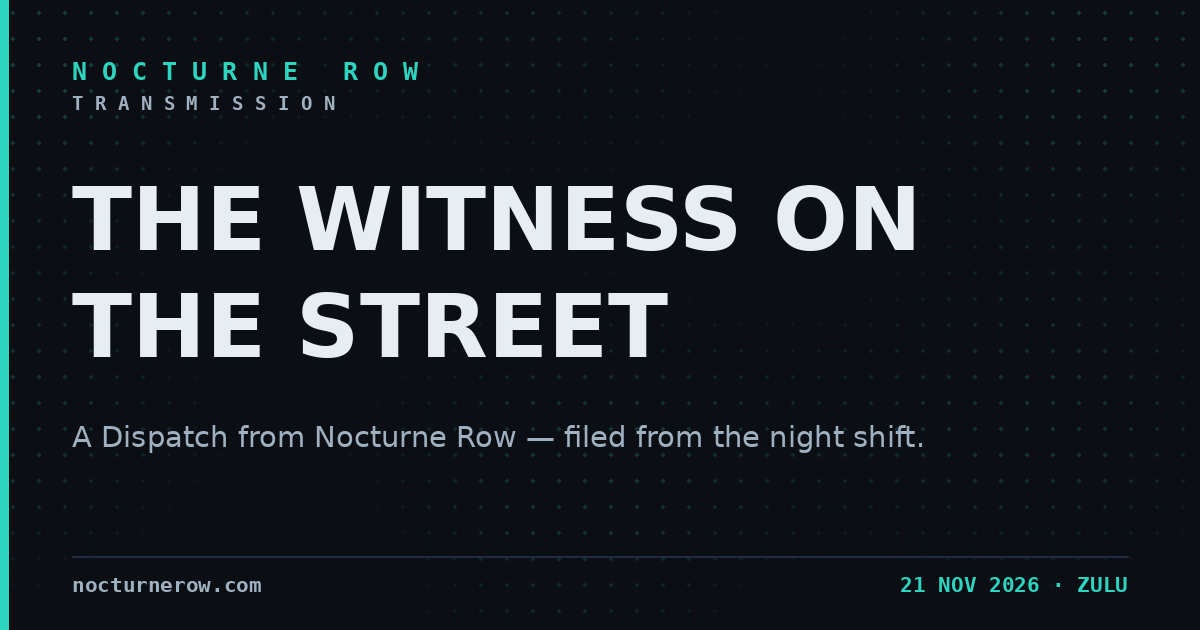 NOCTURNE ROW
TRANSMISSION
THE WITNESS ON
THE STREET
A Dispatch from Nocturne Row — filed from the night shift.
nocturnerow.com
21 NOV 2026 · ZULU